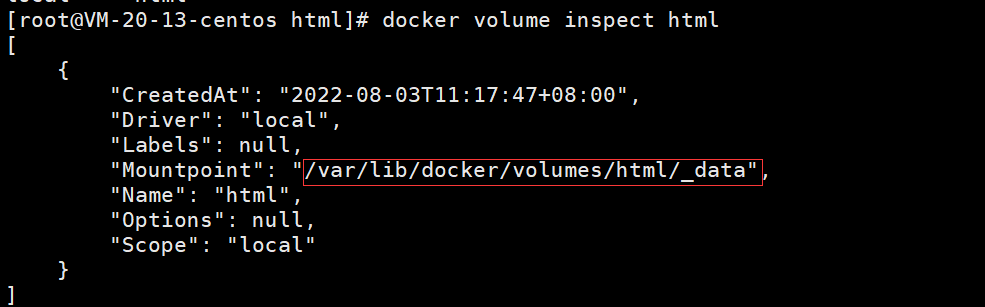 [root@VM-20-13-centos html]# docker volume inspect html
[
    {
        "CreatedAt": "2022-08-03T11:17:47+08:00",
        "Driver": "local",
        "Labels": null,
        "Mountpoint": "/var/lib/docker/volumes/html/_data",
        "Name": "html",
        "Options": null,
        "Scope": "local"
    }
]